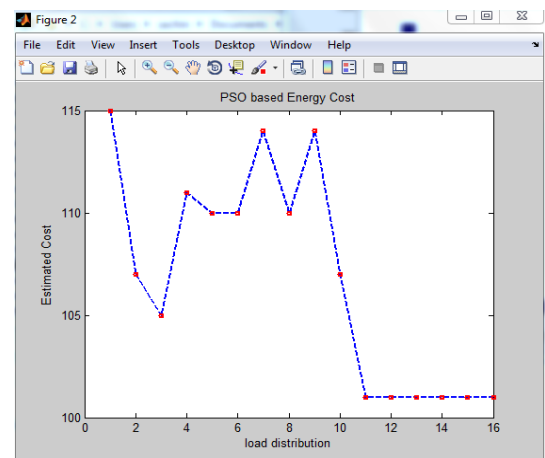 Figure 2
File Edit View Insert Tools Desktop Window Help
PSO based Energy Cost
115
110
105
100
Estimated Cost
0 2 4 6 8 10 12 14 16
load distribution